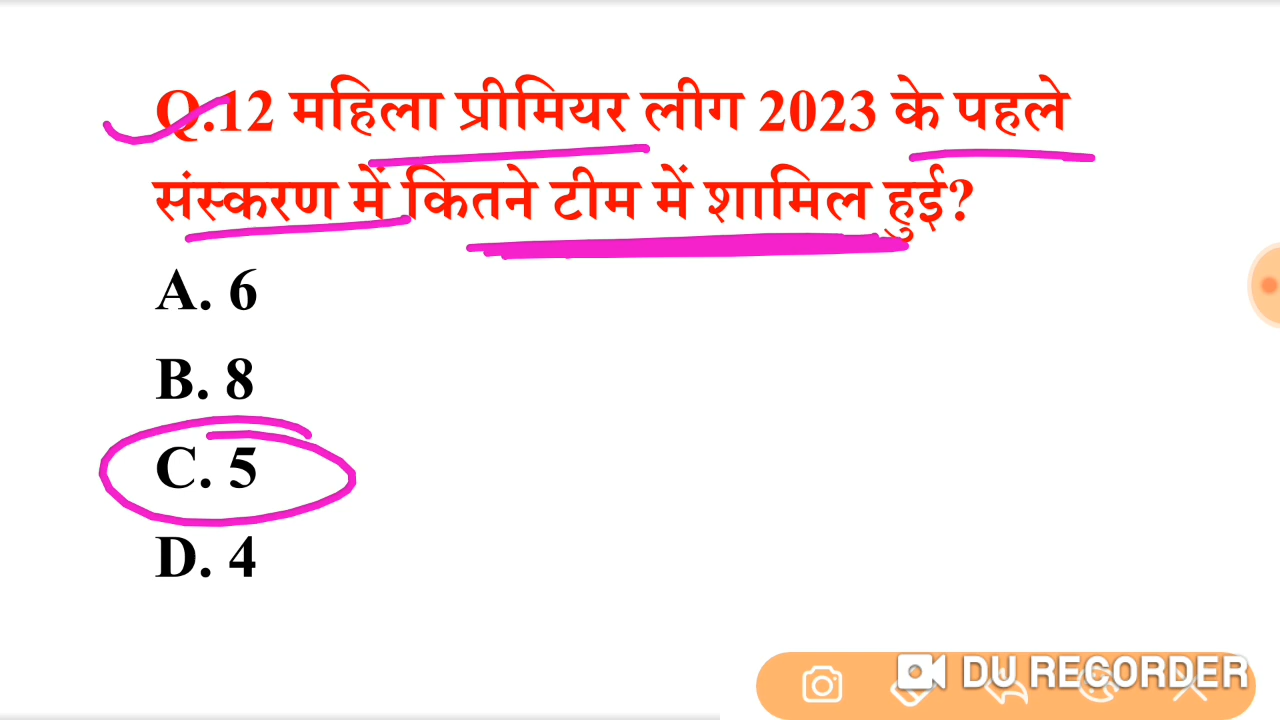 Q.12 महिला प्रीमियर लीग 2023 के पहले
संस्करण में कितने टीम में शामिल हुई?
A. 6
B. 8
C. 5
D. 4
DU RECORDER